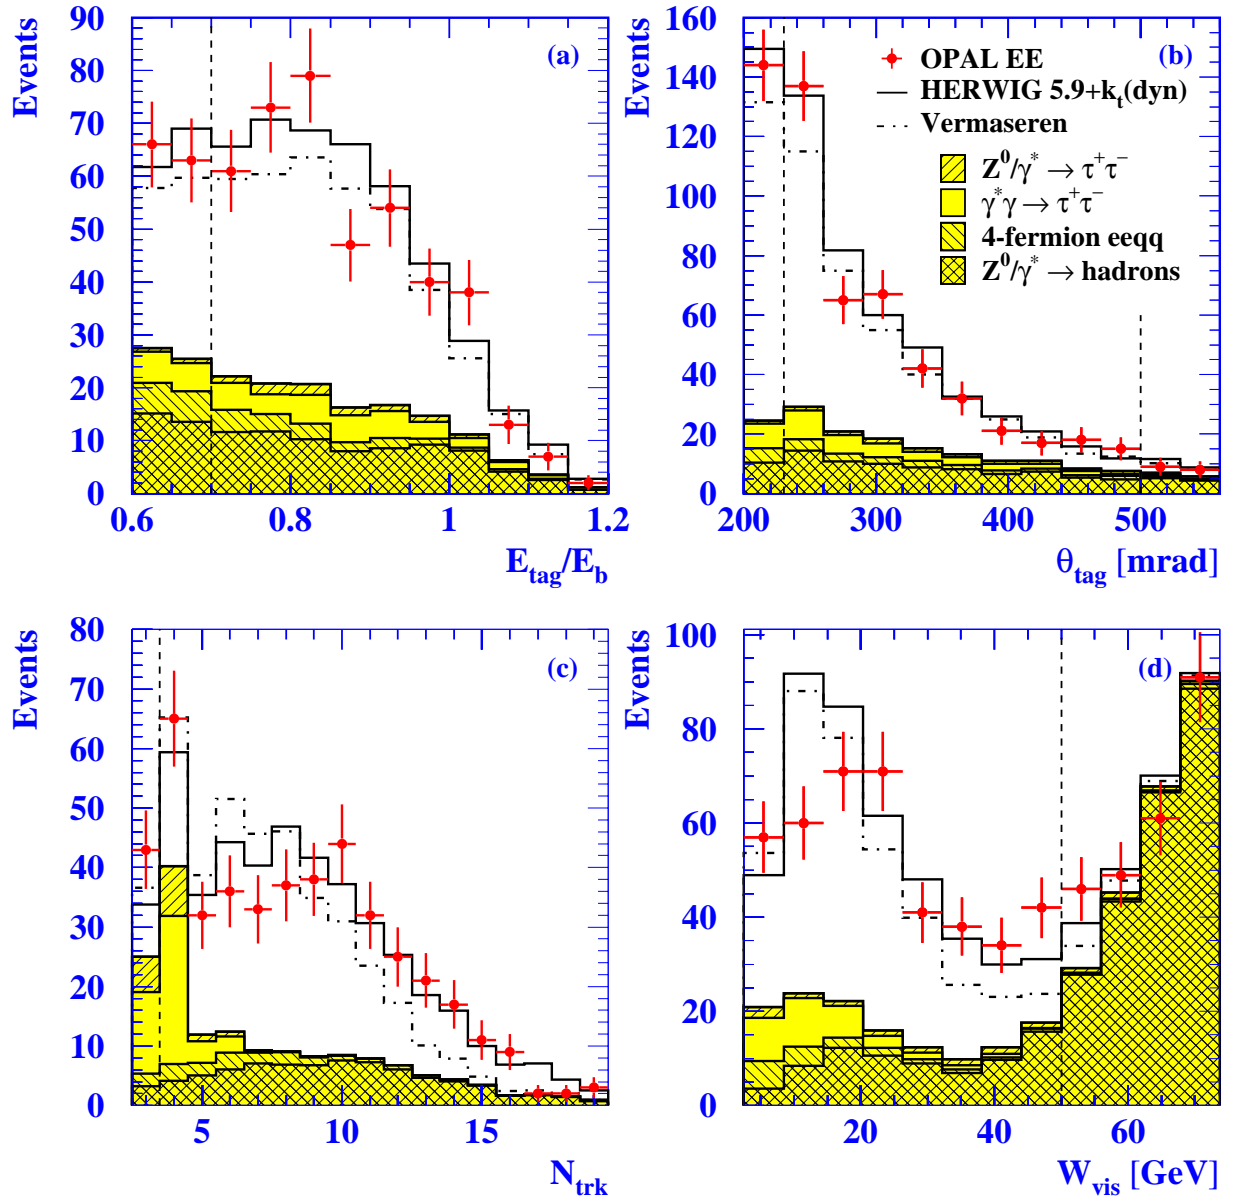 Events
90
80
70
60
50
40
30
20
10
0
0.6 0.8 1 1.2
E_tag/E_b
(a)
Events
160
140
120
100
80
60
40
20
0
200 300 400 500
θ_tag [mrad]
(b)
OPAL EE
HERWIG 5.9+k_t(dyn)
Vermaseren
Z⁰/γ* → τ⁺τ⁻
γ*γ → τ⁺τ⁻
4-fermion eeqq
Z⁰/γ* → hadrons
Events
80
70
60
50
40
30
20
10
0
5 10 15
N_trk
(c)
Events
100
80
60
40
20
0
20 40 60
W_vis [GeV]
(d)